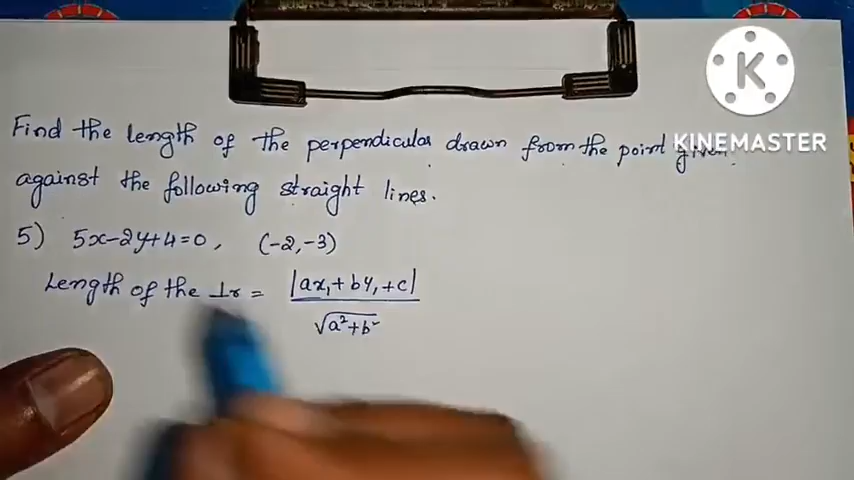 Find the length of the perpendicular drawn from the point given.
against the following straight lines.
5) 5x-2y+4=0, (-2,-3)
Length of the ⊥r = |ax₁+by₁+c| / √a²+b²
K
KINEMASTER